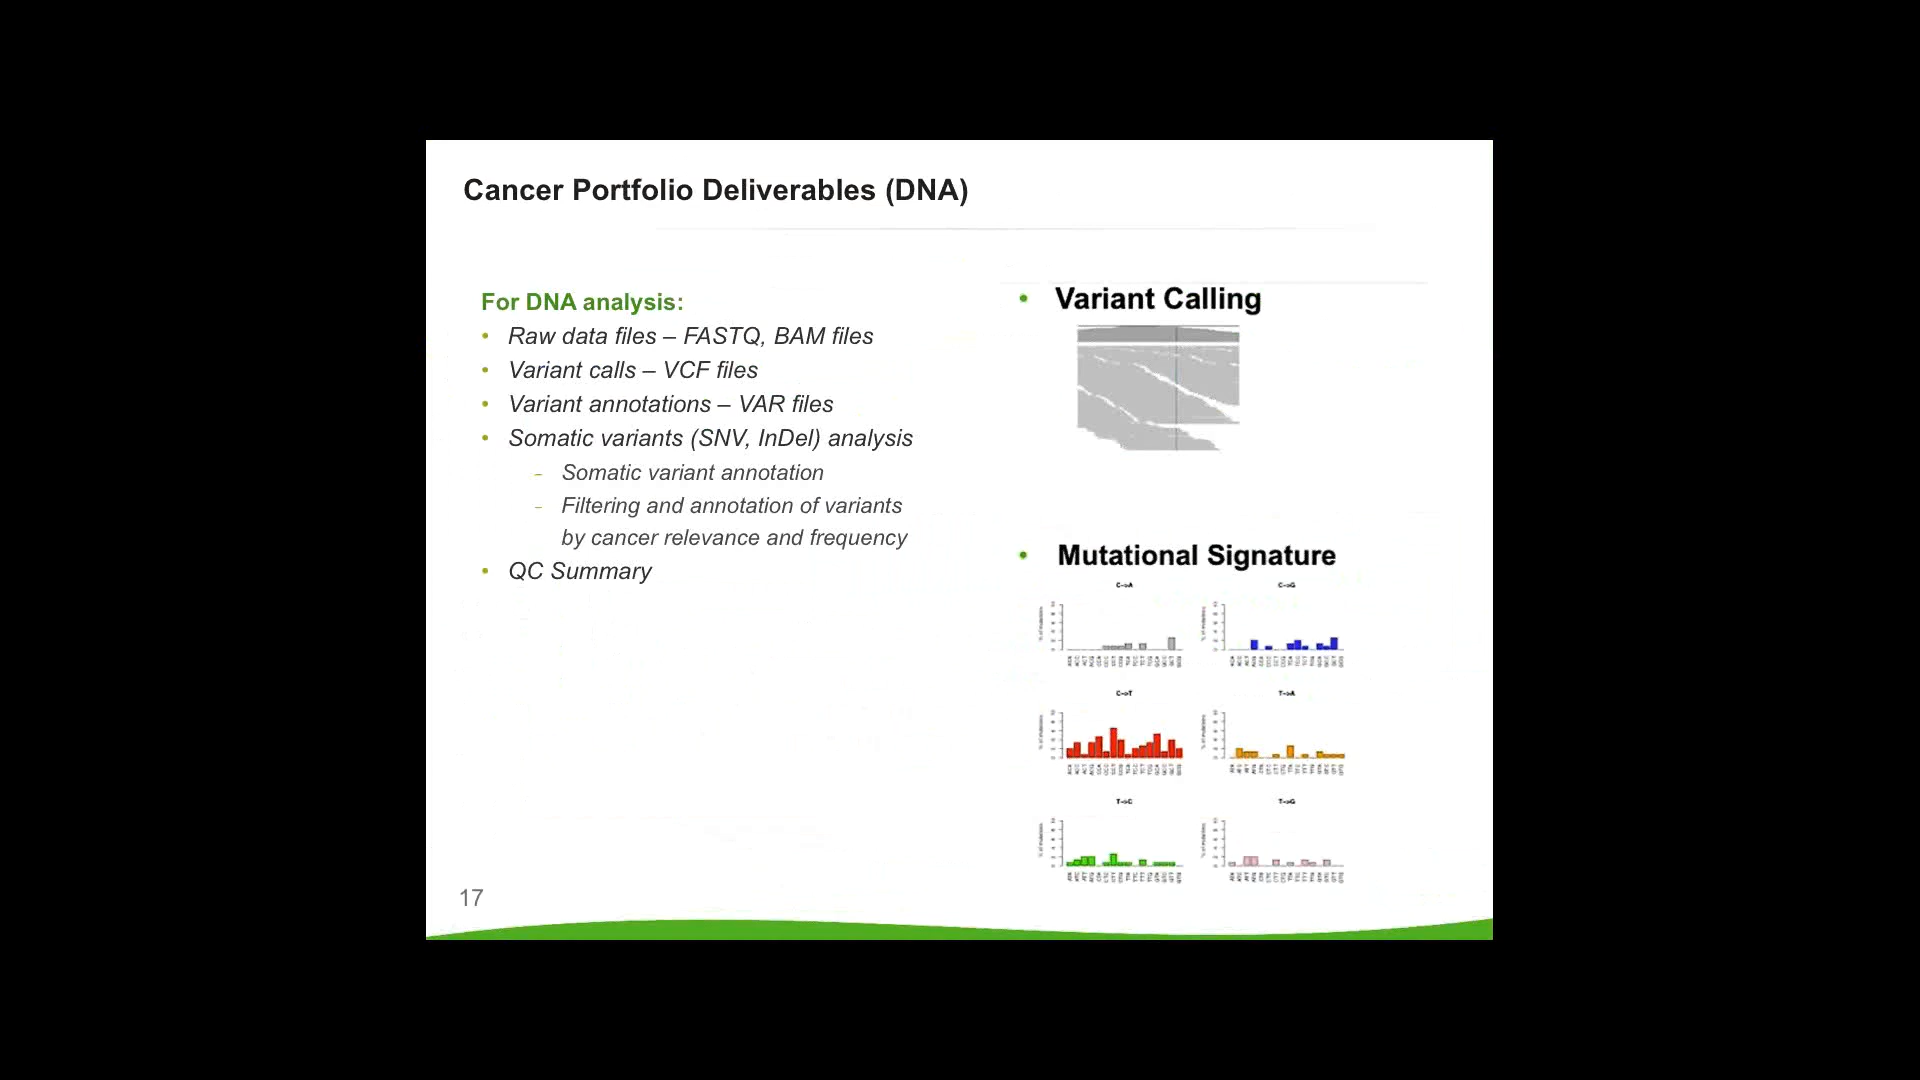 Cancer Portfolio Deliverables (DNA)
For DNA analysis:
• Raw data files – FASTQ, BAM files
• Variant calls – VCF files
• Variant annotations – VAR files
• Somatic variants (SNV, InDel) analysis
- Somatic variant annotation
- Filtering and annotation of variants
by cancer relevance and frequency
• QC Summary
• Variant Calling
• Mutational Signature
C->A
C->G
C->T
T->A
T->C
T->G
17